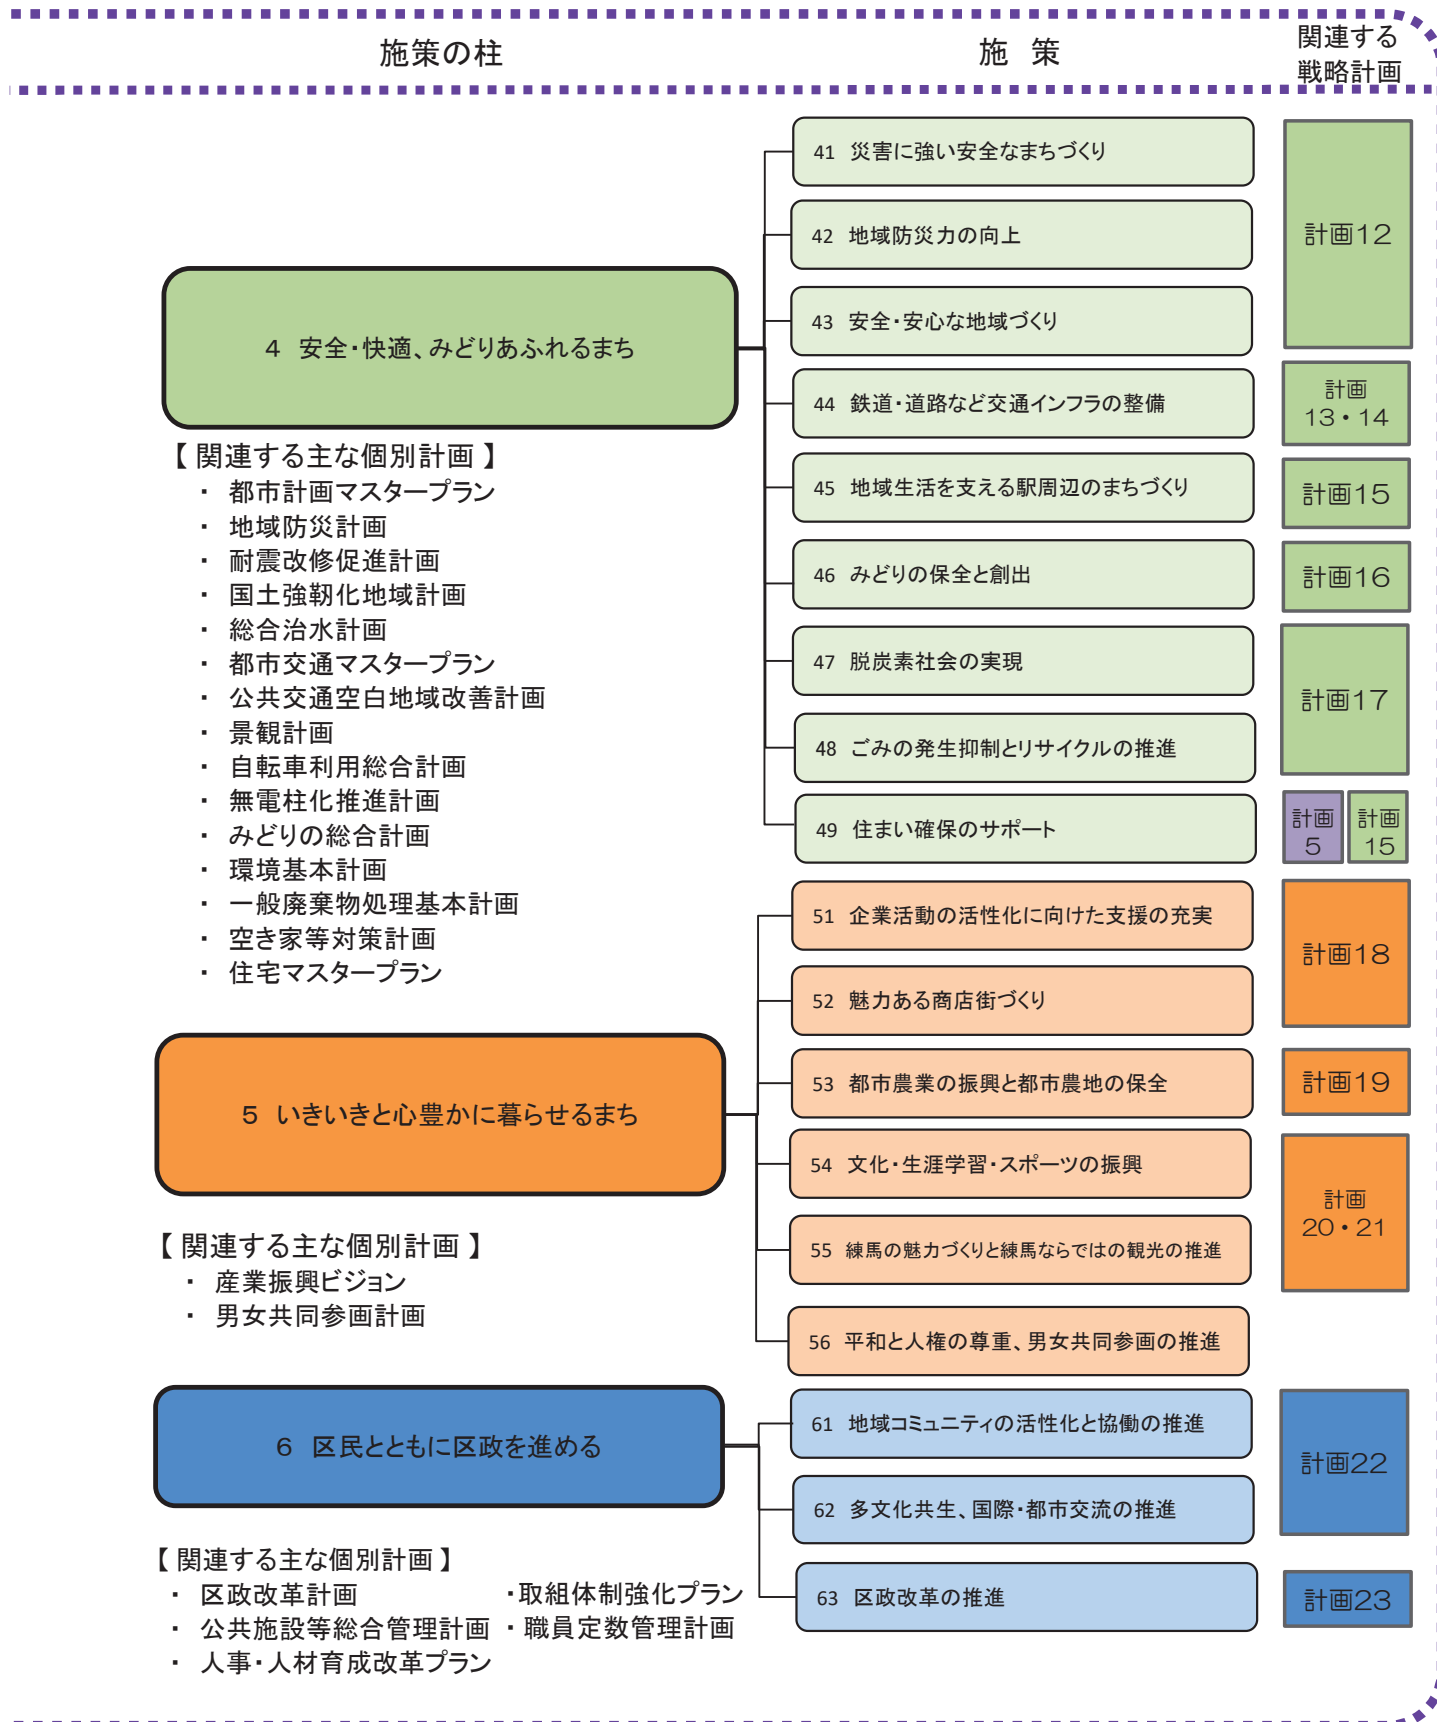 施策の柱
施 策
関連する
戦略計画
4 安全・快適、みどりあふれるまち
【 関連する主な個別計画 】
・ 都市計画マスタープラン
・ 地域防災計画
・ 耐震改修促進計画
・ 国土強靭化地域計画
・ 総合治水計画
・ 都市交通マスタープラン
・ 公共交通空白地域改善計画
・ 景観計画
・ 自転車利用総合計画
・ 無電柱化推進計画
・ みどりの総合計画
・ 環境基本計画
・ 一般廃棄物処理基本計画
・ 空き家等対策計画
・ 住宅マスタープラン
41 災害に強い安全なまちづくり
42 地域防災力の向上
43 安全・安心な地域づくり
44 鉄道・道路など交通インフラの整備
45 地域生活を支える駅周辺のまちづくり
46 みどりの保全と創出
47 脱炭素社会の実現
48 ごみの発生抑制とリサイクルの推進
49 住まい確保のサポート
計画12
計画
13・14
計画15
計画16
計画17
計画
5
計画
15
5 いきいきと心豊かに暮らせるまち
【 関連する主な個別計画 】
・ 産業振興ビジョン
・ 男女共同参画計画
51 企業活動の活性化に向けた支援の充実
52 魅力ある商店街づくり
53 都市農業の振興と都市農地の保全
54 文化・生涯学習・スポーツの振興
55 練馬の魅力づくりと練馬ならではの観光の推進
56 平和と人権の尊重、男女共同参画の推進
計画18
計画19
計画
20・21
6 区民とともに区政を進める
【 関連する主な個別計画 】
・ 区政改革計画 ・取組体制強化プラン
・ 公共施設等総合管理計画 ・ 職員定数管理計画
・ 人事・人材育成改革プラン
61 地域コミュニティの活性化と協働の推進
62 多文化共生、国際・都市交流の推進
63 区政改革の推進
計画22
計画23